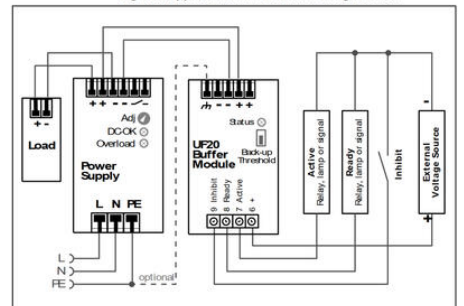 + + - -
Adj
DC-OK
Overload
+ -
Load
Power
Supply
L N PE
L
N
PE
optional
- - + +
Status
UF20
Buffer
Module
Back-up
Threshold
9 Inhibit
8 Ready
7 Active
6 +
Active
Relay, lamp or signal
Ready
Relay, lamp or signal
Inhibit
-
External
Voltage Source
+